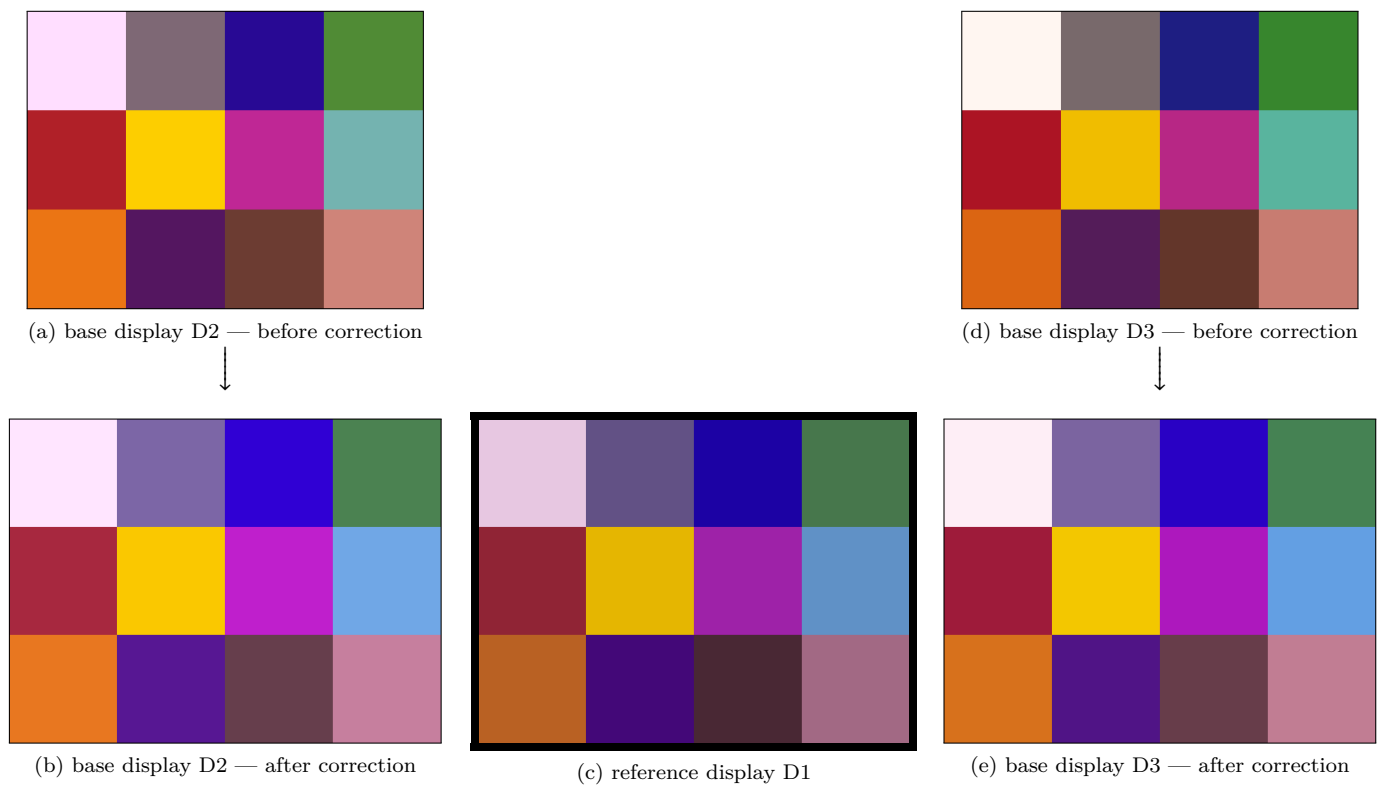 (a) base display D2 — before correction
(d) base display D3 — before correction
(b) base display D2 — after correction
(c) reference display D1
(e) base display D3 — after correction